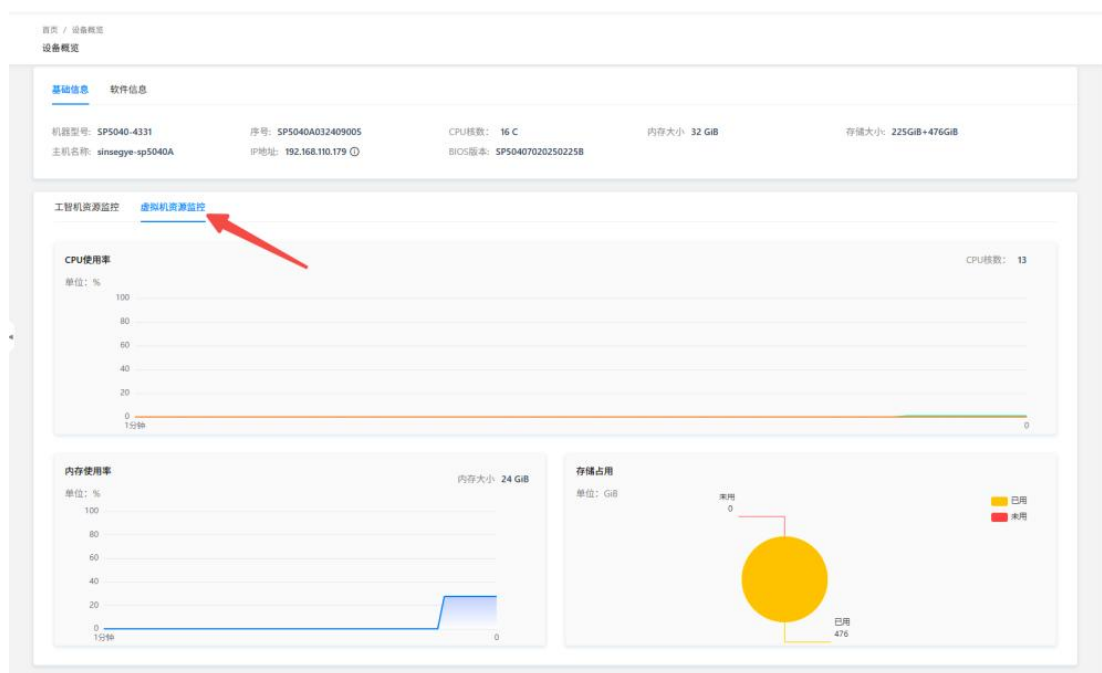 首页 / 设备概览
设备概览
基础信息 软件信息
机器型号: SP5040-4331 序号: SP5040A032409005 CPU核数: 16 C 内存大小 32 GiB 存储大小: 225GiB+476GiB
主机名称: sinsegye-sp5040A IP地址: 192.168.110.179 BIOS版本: SP50407020250225B
工智机资源监控 虚拟机资源监控
CPU使用率 CPU核数: 13
单位: %
100
80
60
40
20
0
1分钟 0
内存使用率 内存大小 24 GiB
单位: %
100
80
60
40
20
0
1分钟 0
存储占用
单位: GiB
未用
0
已用
未用
已用
476